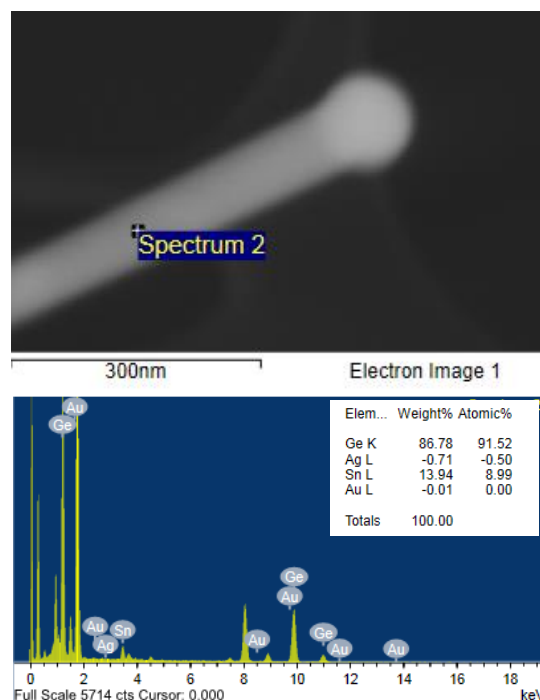 Spectrum 2
300nm Electron Image 1
Elem... Weight% Atomic%
Ge K 86.78 91.52
Ag L -0.71 -0.50
Sn L 13.94 8.99
Au L -0.01 0.00
Totals 100.00
Au
Ge
Au
Ag
Sn
Au
Ge
Au
Ge
Au
Au
0 2 4 6 8 10 12 14 16 18
Full Scale 5714 cts Cursor: 0.000 keV